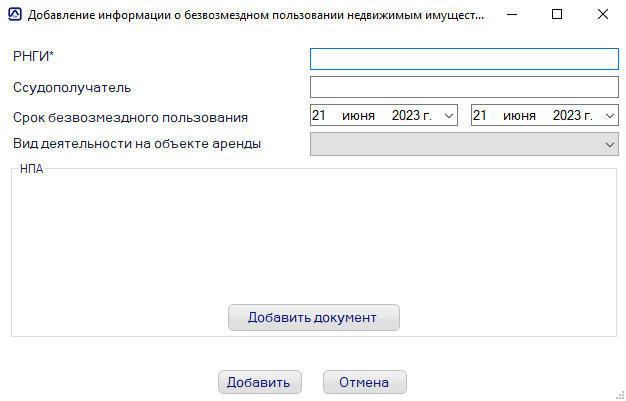 Добавление информации о безвозмездном пользовании недвижимым имущест...
РНГИ*
Ссудополучатель
Срок безвозмездного пользования 21 июня 2023 г. 21 июня 2023 г.
Вид деятельности на объекте аренды
НПА
Добавить документ
Добавить Отмена